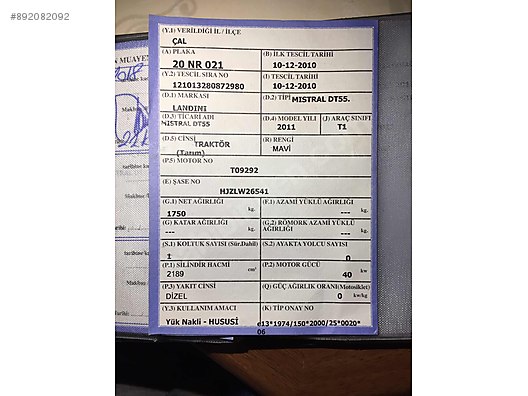 #892082092
(Y.1) VERİLDİĞİ İL / İLÇE
ÇAL
(A) PLAKA
20 NR 021
(B) İLK TESCİL TARİHİ
10-12-2010
(Y.2) TESCİL SIRA NO
121013280872980
(I) TESCİL TARİHİ
10-12-2010
(D.1) MARKASI
LANDINI
(D.2) TİPİ MISTRAL DT55.
(D.3) TİCARİ ADI
MISTRAL DT55
(D.4) MODEL YILI
2011
(J) ARAÇ SINIFI
T1
(D.5) CİNSİ
TRAKTÖR
(Tarım)
(R) RENGİ
MAVİ
(P.5) MOTOR NO
T09292
(E) ŞASE NO
HJZLW26541
(G.1) NET AĞIRLIĞI
1750 kg.
(F.1) AZAMİ YÜKLÜ AĞIRLIĞI
--- kg.
(G) KATAR AĞIRLIĞI
--- kg.
(G.2) RÖMORK AZAMİ YÜKLÜ
AĞIRLIĞI
--- kg.
(S.1) KOLTUK SAYISI (Sür.Dahil)
1
(S.2) AYAKTA YOLCU SAYISI
0
(P.1) SİLİNDİR HACMİ
2189 cm³
(P.2) MOTOR GÜCÜ
40 kw
(P.3) YAKIT CİNSİ
DİZEL
(Q) GÜÇ AĞIRLIK ORANI(Motosiklet)
0 kw/kg
(Y.3) KULLANIM AMACI
Yük Nakli - HUSUSİ
(K) TİP ONAY NO
e13*1974/150*2000/25*0020*
06
N MUAYE
2018